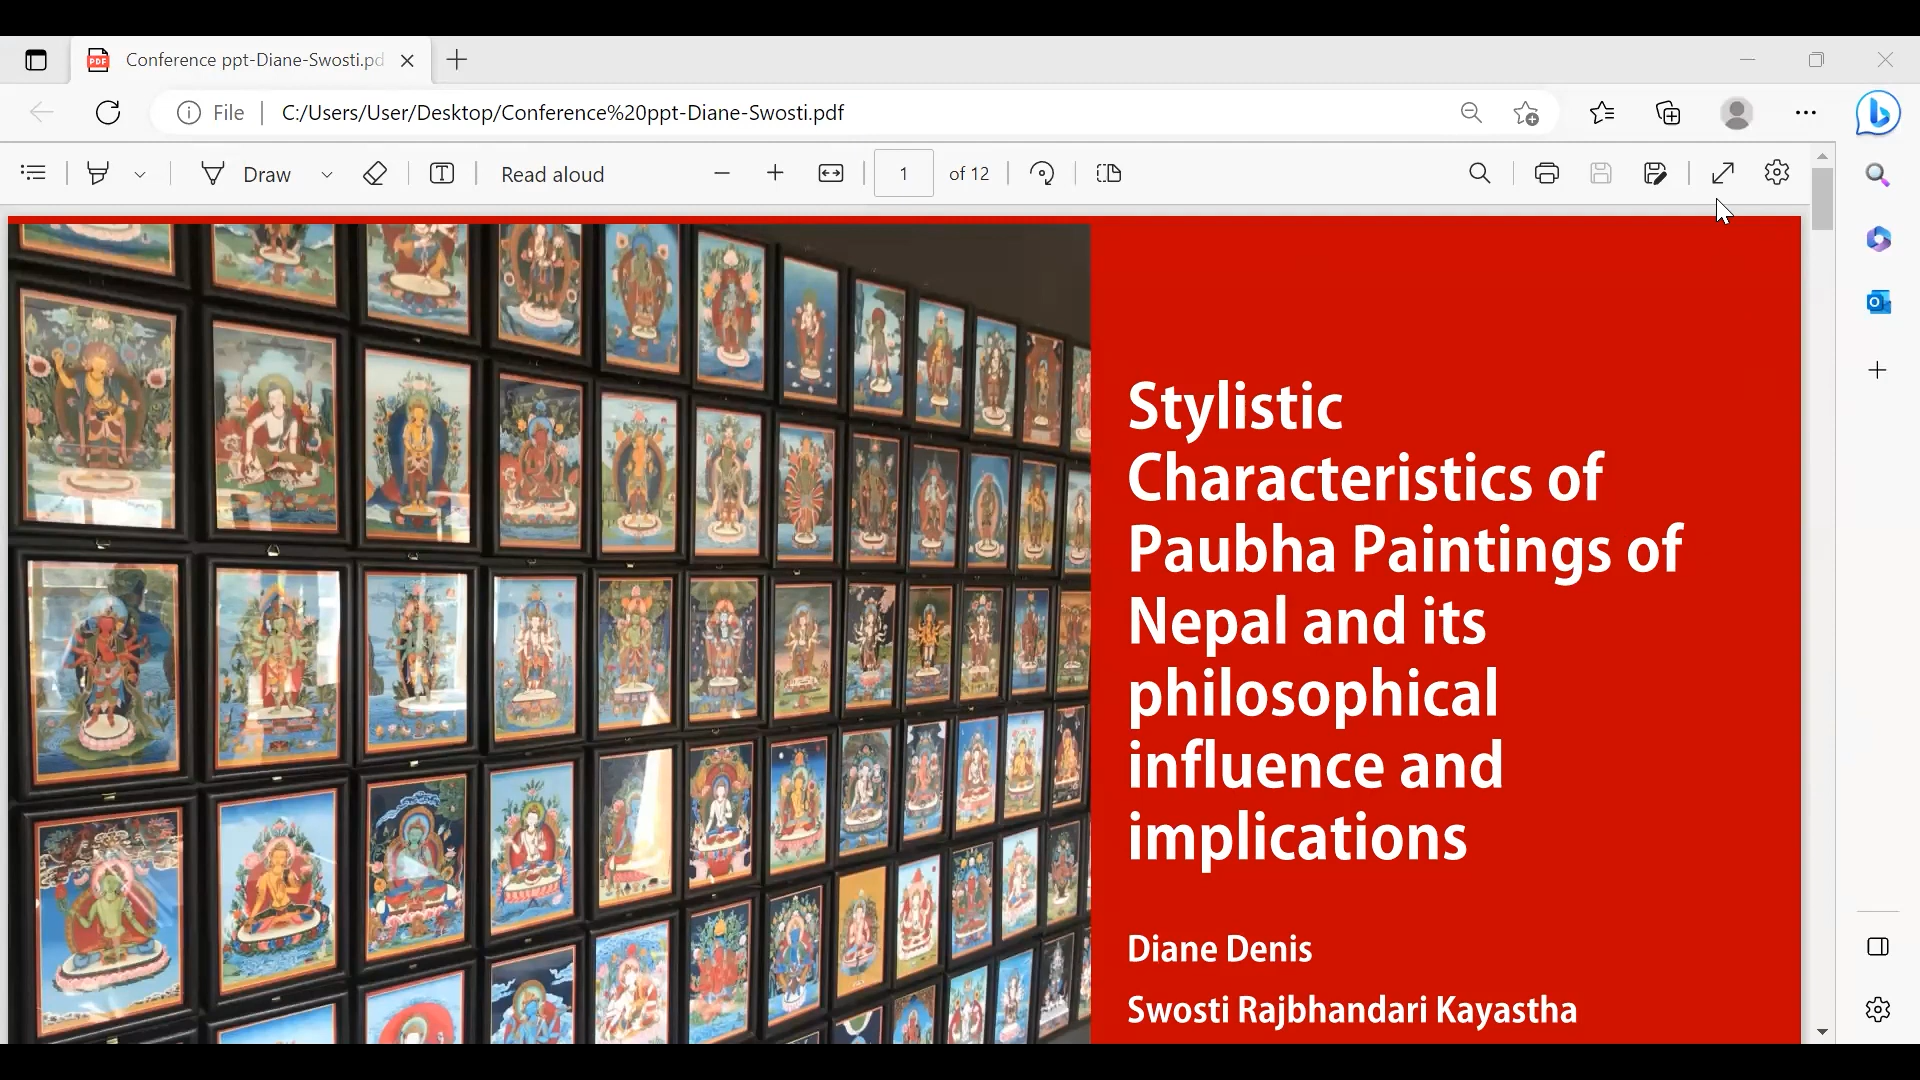 Conference ppt-Diane-Swosti.pd
File
C:/Users/User/Desktop/Conference%20ppt-Diane-Swosti.pdf
Draw
Read aloud
1
of 12
Stylistic
Characteristics of
Paubha Paintings of
Nepal and its
philosophical
influence and
implications
Diane Denis
Swosti Rajbhandari Kayastha